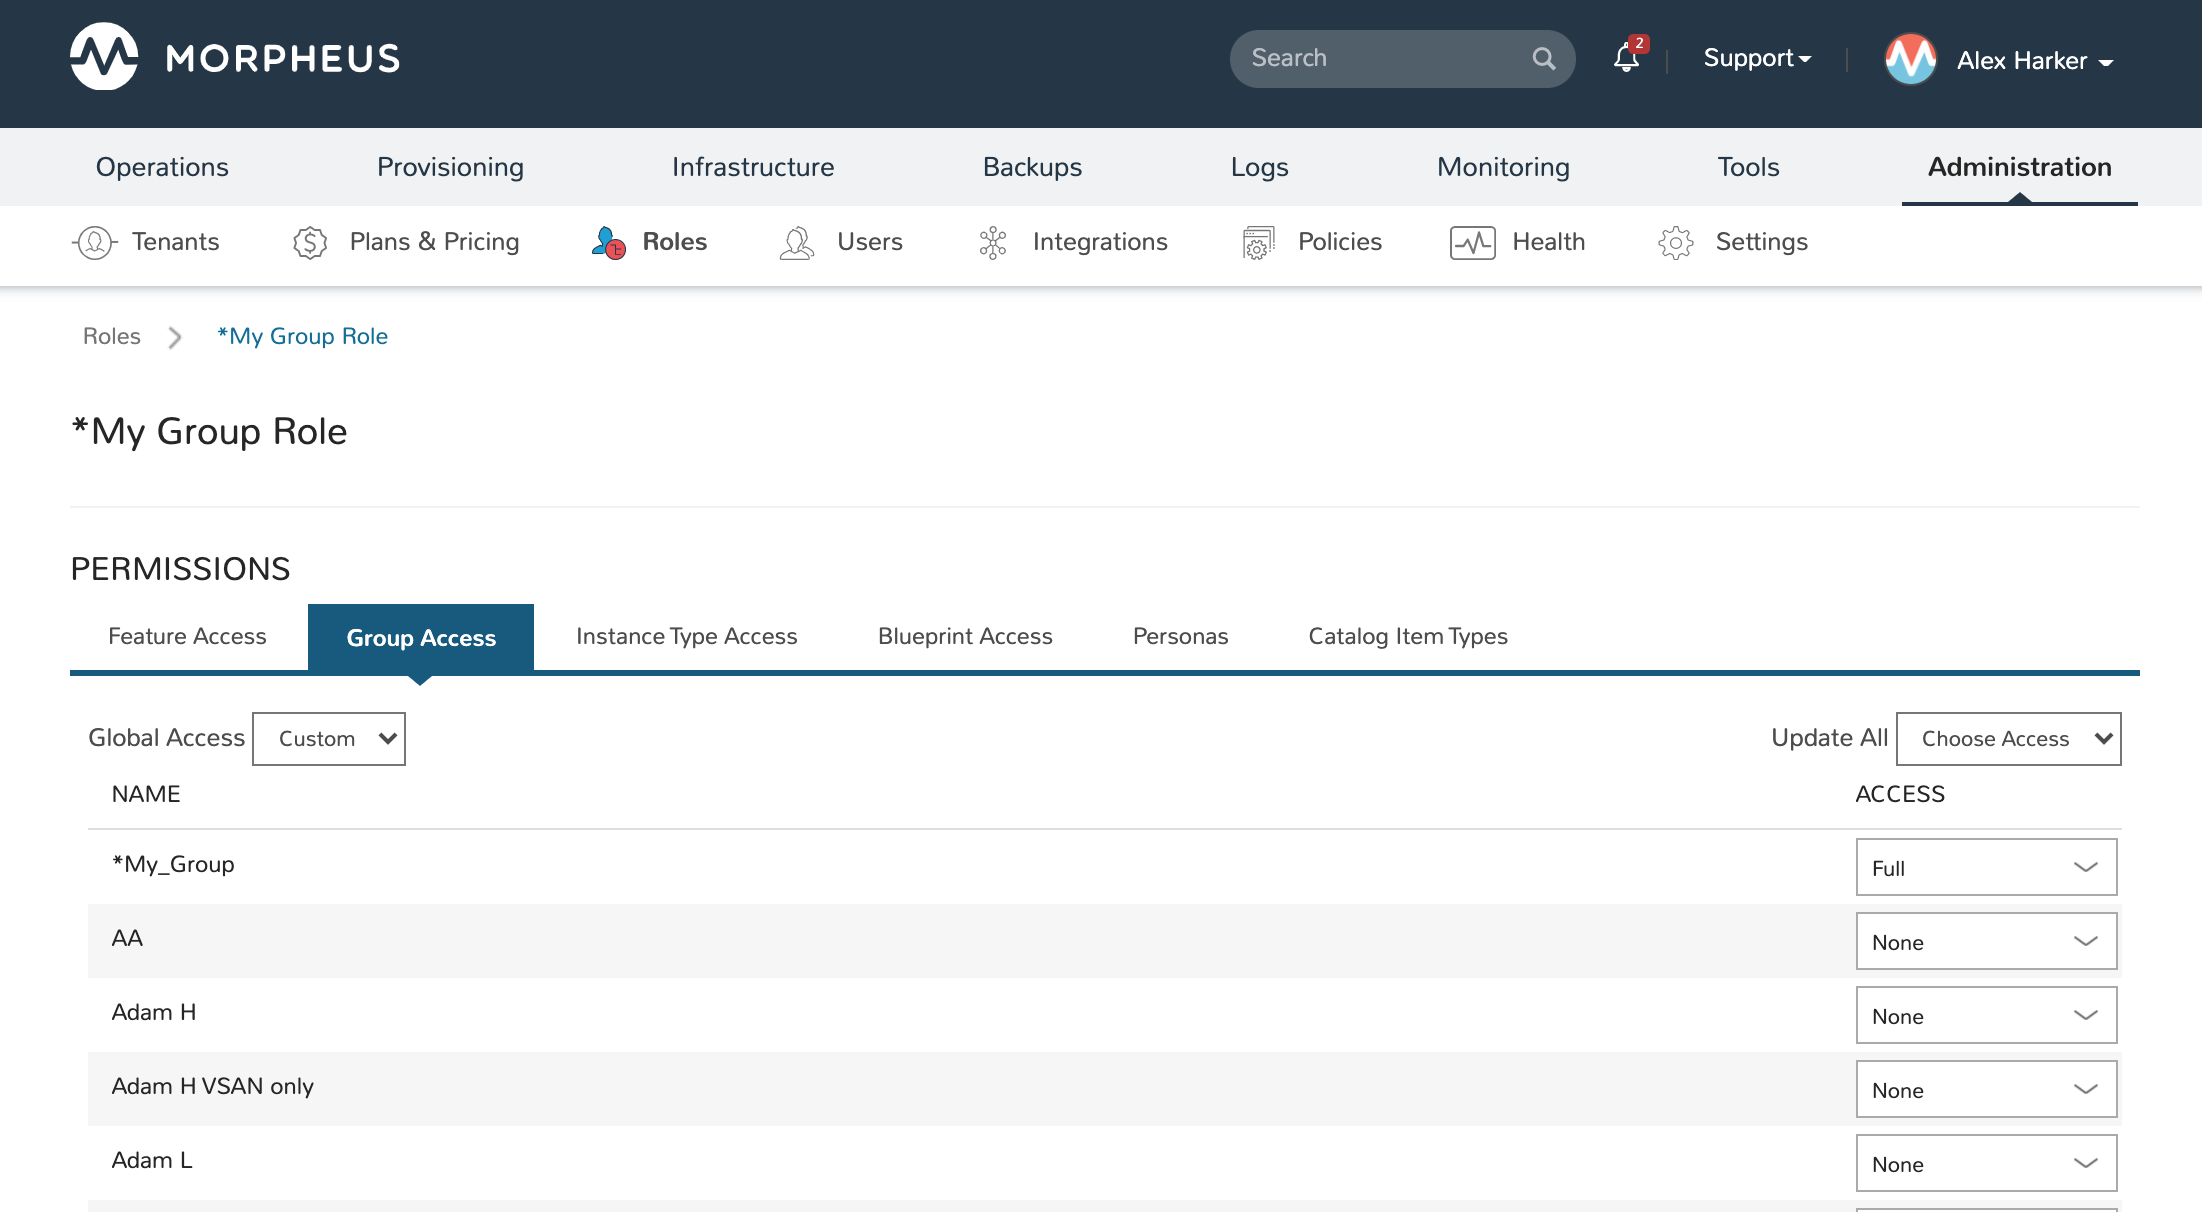 MORPHEUS
Search
2
Support
Alex Harker
Operations Provisioning Infrastructure Backups Logs Monitoring Tools Administration
Tenants Plans & Pricing Roles Users Integrations Policies Health Settings
Roles *My Group Role
*My Group Role
PERMISSIONS
Feature Access Group Access Instance Type Access Blueprint Access Personas Catalog Item Types
Global Access Custom Update All Choose Access
NAME ACCESS
*My_Group Full
AA None
Adam H None
Adam H VSAN only None
Adam L None